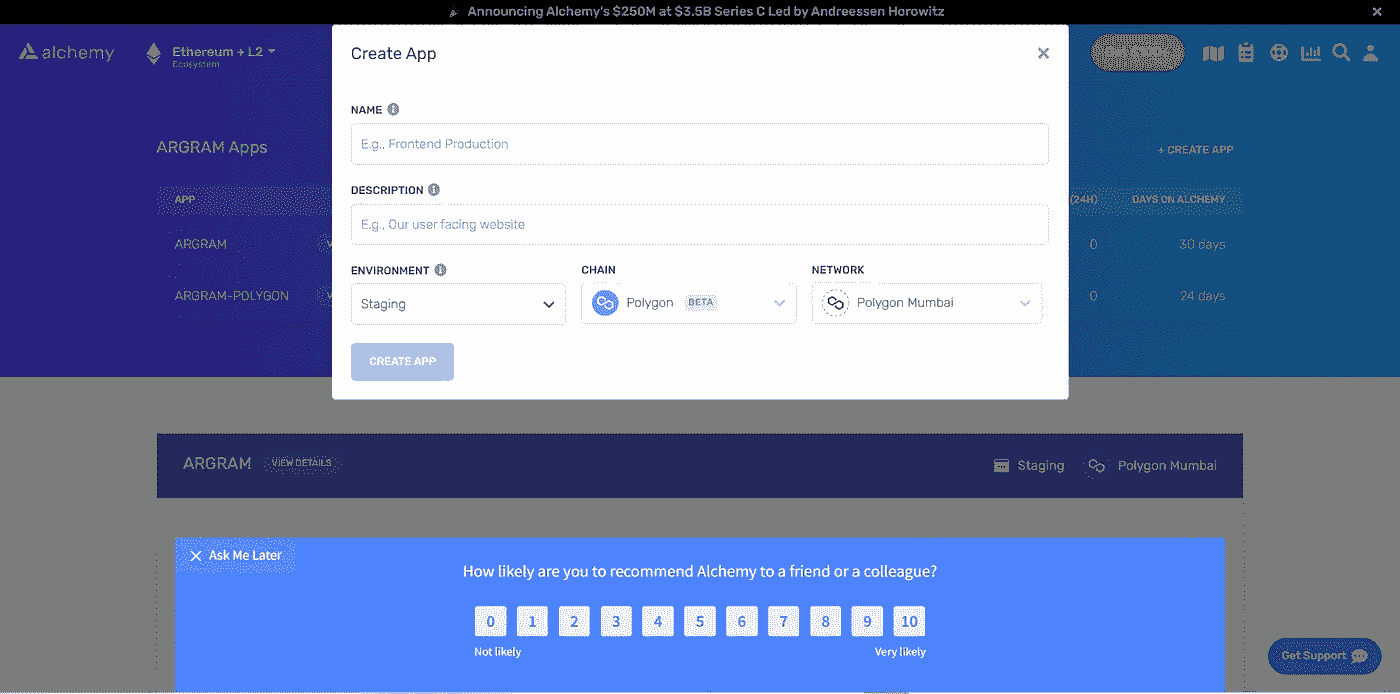 Announcing Alchemy's $250M at $3.5B Series C Led by Andreessen Horowitz
alchemy
Ethereum + L2
Ecosystem
Create App
NAME
E.g., Frontend Production
ARGRAM Apps
+ CREATE APP
DESCRIPTION
APP
(24H)
DAYS ON ALCHEMY
E.g., Our user facing website
ARGRAM
0
30 days
ENVIRONMENT
CHAIN
NETWORK
ARGRAM-POLYGON
Staging
Polygon
BETA
Polygon Mumbai
0
24 days
CREATE APP
ARGRAM
VIEW DETAILS
Staging
Polygon Mumbai
Ask Me Later
How likely are you to recommend Alchemy to a friend or a colleague?
0 1 2 3 4 5 6 7 8 9 10
Not likely
Very likely
Get Support